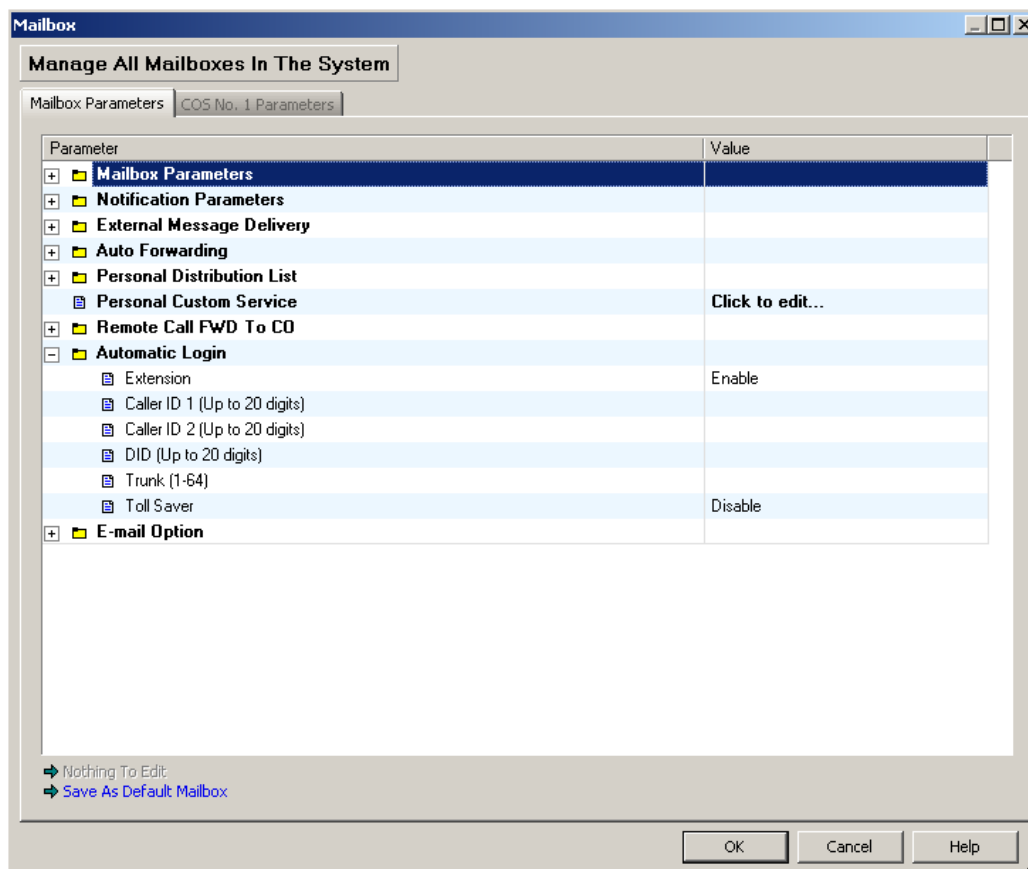 Mailbox
Manage All Mailboxes In The System
Mailbox Parameters COS No. 1 Parameters
Parameter Value
Mailbox Parameters
Notification Parameters
External Message Delivery
Auto Forwarding
Personal Distribution List
Personal Custom Service Click to edit...
Remote Call FWD To CO
Automatic Login
Extension Enable
Caller ID 1 (Up to 20 digits)
Caller ID 2 (Up to 20 digits)
DID (Up to 20 digits)
Trunk (1-64)
Toll Saver Disable
E-mail Option
Nothing To Edit
Save As Default Mailbox
OK Cancel Help